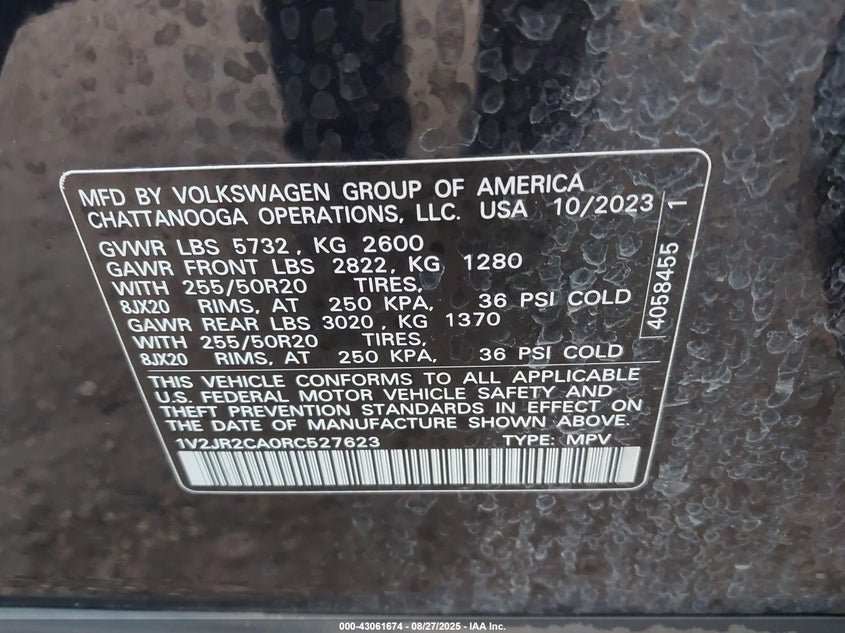 MFD BY VOLKSWAGEN GROUP OF AMERICA
CHATTANOOGA OPERATIONS, LLC. USA 10/2023
GVWR LBS 5732, KG 2600
GAWR FRONT LBS 2822, KG 1280
WITH 255/50R20 TIRES,
8JX20 RIMS, AT 250 KPA, 36 PSI COLD
GAWR REAR LBS 3020, KG 1370
WITH 255/50R20 TIRES,
8JX20 RIMS, AT 250 KPA, 36 PSI COLD
4058455 1
THIS VEHICLE CONFORMS TO ALL APPLICABLE
U.S. FEDERAL MOTOR VEHICLE SAFETY AND
THEFT PREVENTION STANDARDS IN EFFECT ON
THE DATE OF MANUFACTURE SHOWN ABOVE.
1V2JR2CA0RC527623 TYPE: MPV
000-43061674 - 08/27/2025 - IAA Inc.